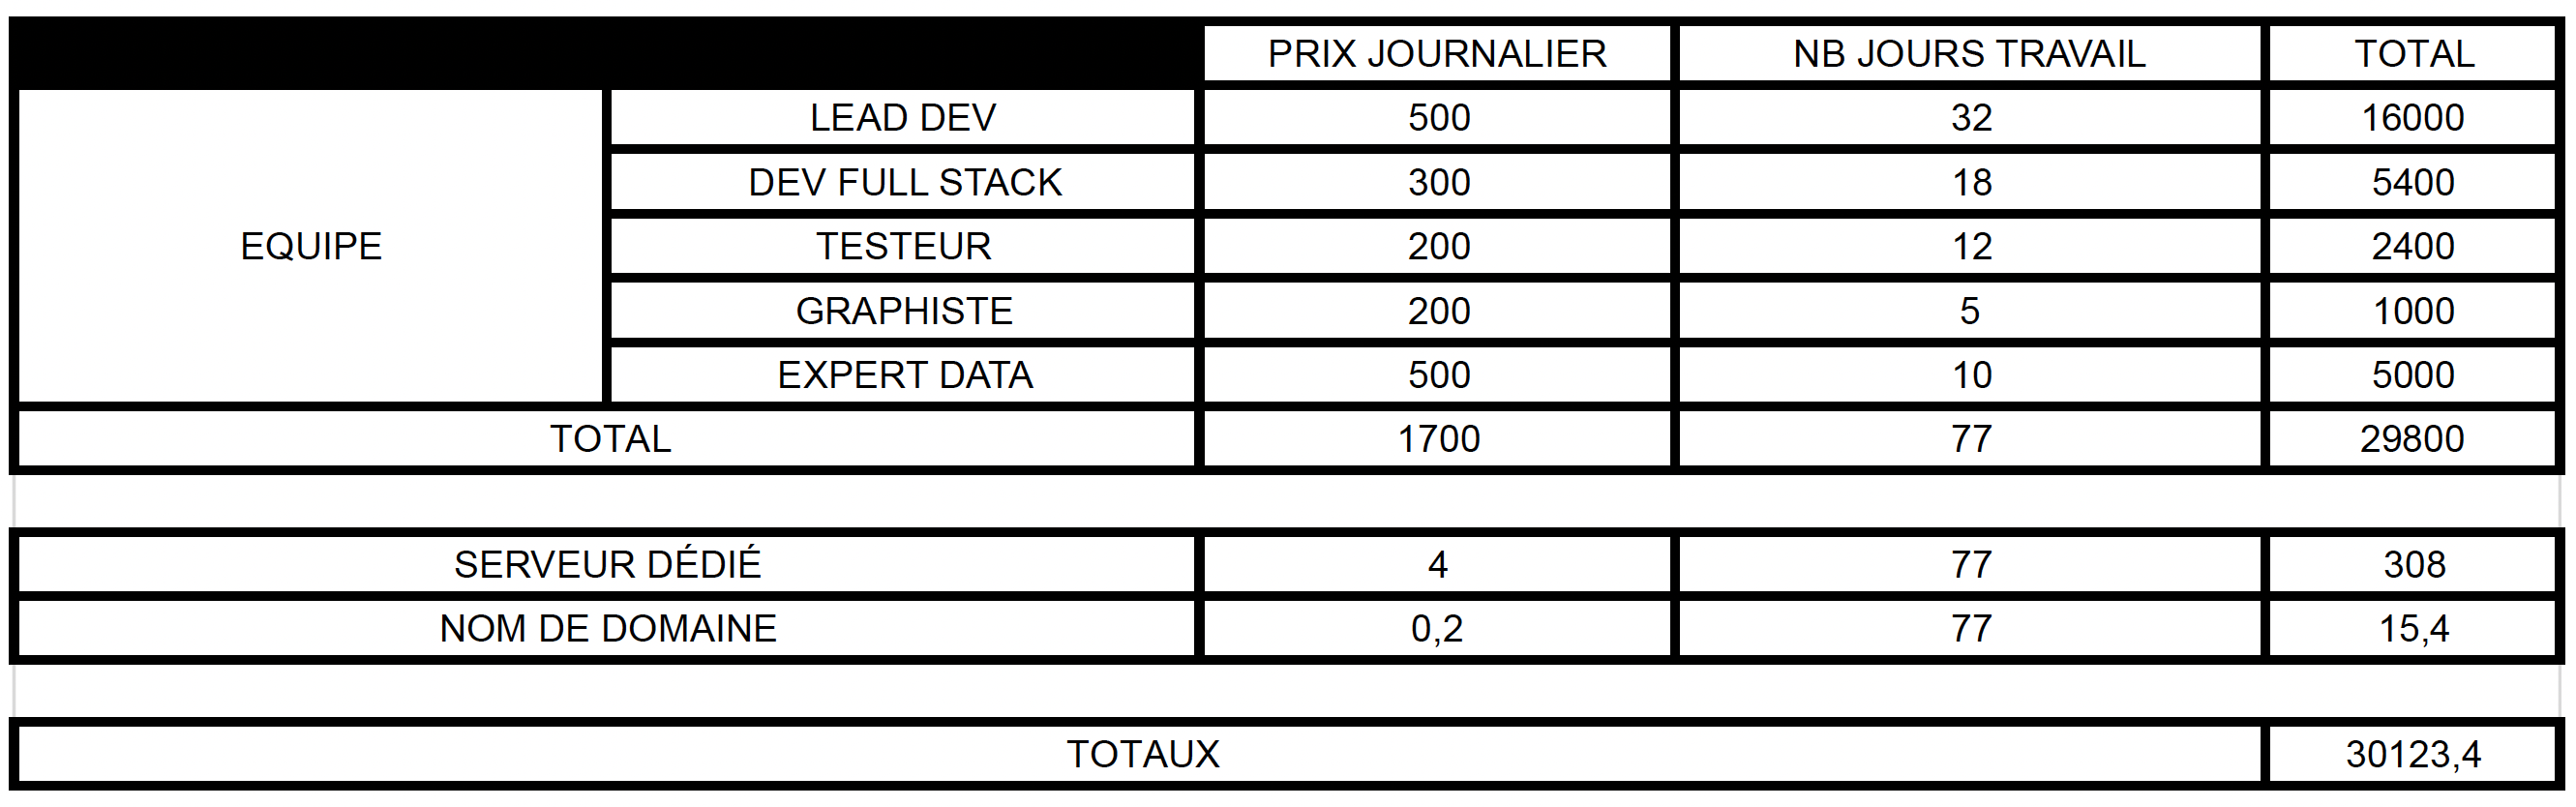 PRIX JOURNALIER NB JOURS TRAVAIL TOTAL
EQUIPE
LEAD DEV 500 32 16000
DEV FULL STACK 300 18 5400
TESTEUR 200 12 2400
GRAPHISTE 200 5 1000
EXPERT DATA 500 10 5000
TOTAL 1700 77 29800
SERVEUR DÉDIÉ 4 77 308
NOM DE DOMAINE 0,2 77 15,4
TOTAUX 30123,4